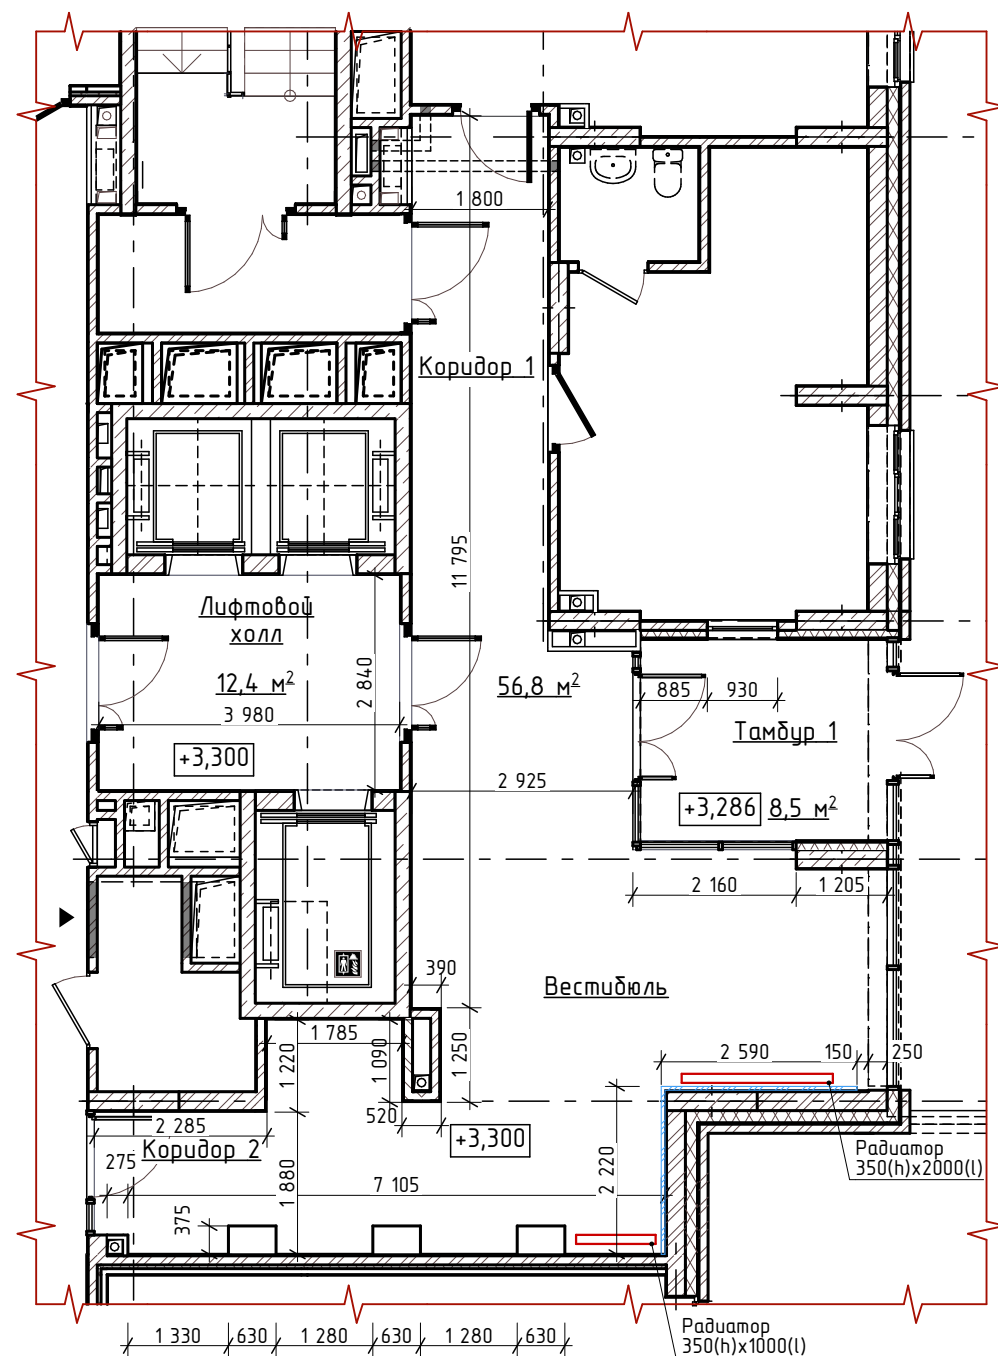 1 800
Коридор 1
11 795
Лифтовой
холл
12,4 м²
2 840
3 980
+3,300
56,8 м²
885
930
Тамбур 1
2 925
+3,286
8,5 м²
2 160
1 205
390
Вестибюль
1 785
1 220
1 090
1 250
2 590
150
250
520
+3,300
2 285
Коридор 2
275
1 880
7 105
2 220
375
Радиатор
350(h)x2000(l)
Радиатор
350(h)x1000(l)
1 330
630
1 280
630
1 280
630